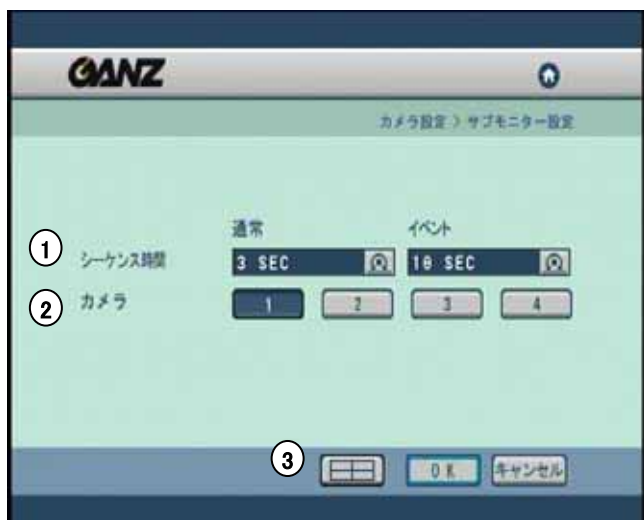 GANZ
カメラ設定 > サブモニター設定
通常 イベント
① シーケンス時間 3 SEC 10 SEC
② カメラ 1 2 3 4
③ OK キャンセル